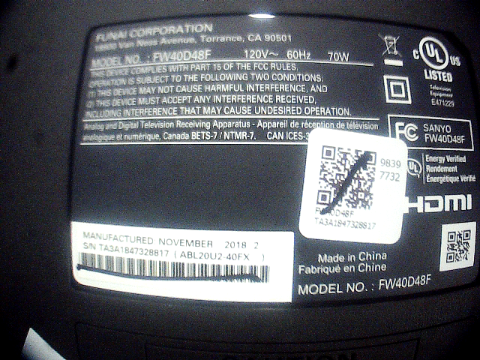 FUNAI CORPORATION
19900 Van Ness Avenue, Torrance, CA 90501
MODEL NO. : FW40D48F 120V~ 60Hz 70W
THIS DEVICE COMPLIES WITH PART 15 OF THE FCC RULES,
OPERATION IS SUBJECT TO THE FOLLOWING TWO CONDITIONS:
(1) THIS DEVICE MAY NOT CAUSE HARMFUL INTERFERENCE, AND
(2) THIS DEVICE MUST ACCEPT ANY INTERFERENCE RECEIVED,
INCLUDING INTERFERENCE THAT MAY CAUSE UNDESIRED OPERATION.
Analog and Digital Television Receiving Apparatus - Appareil de réception de télévision
analogique et numérique, Canada BETS-7 / NTMR-7. CAN ICES-
c UL US
LISTED
Television
Equipment
E471229
FC SANYO
FW40D48F
9839
7732
UL Energy Verified
Rendement
Énergétique Vérifié
HDMI
D48F
TA3A1847328817
MANUFACTURED NOVEMBER 2018 2
S/N TA3A1847328817 ( ABL20U2-40FX )
Made in China
Fabriqué en Chine
MODEL NO. : FW40D48F